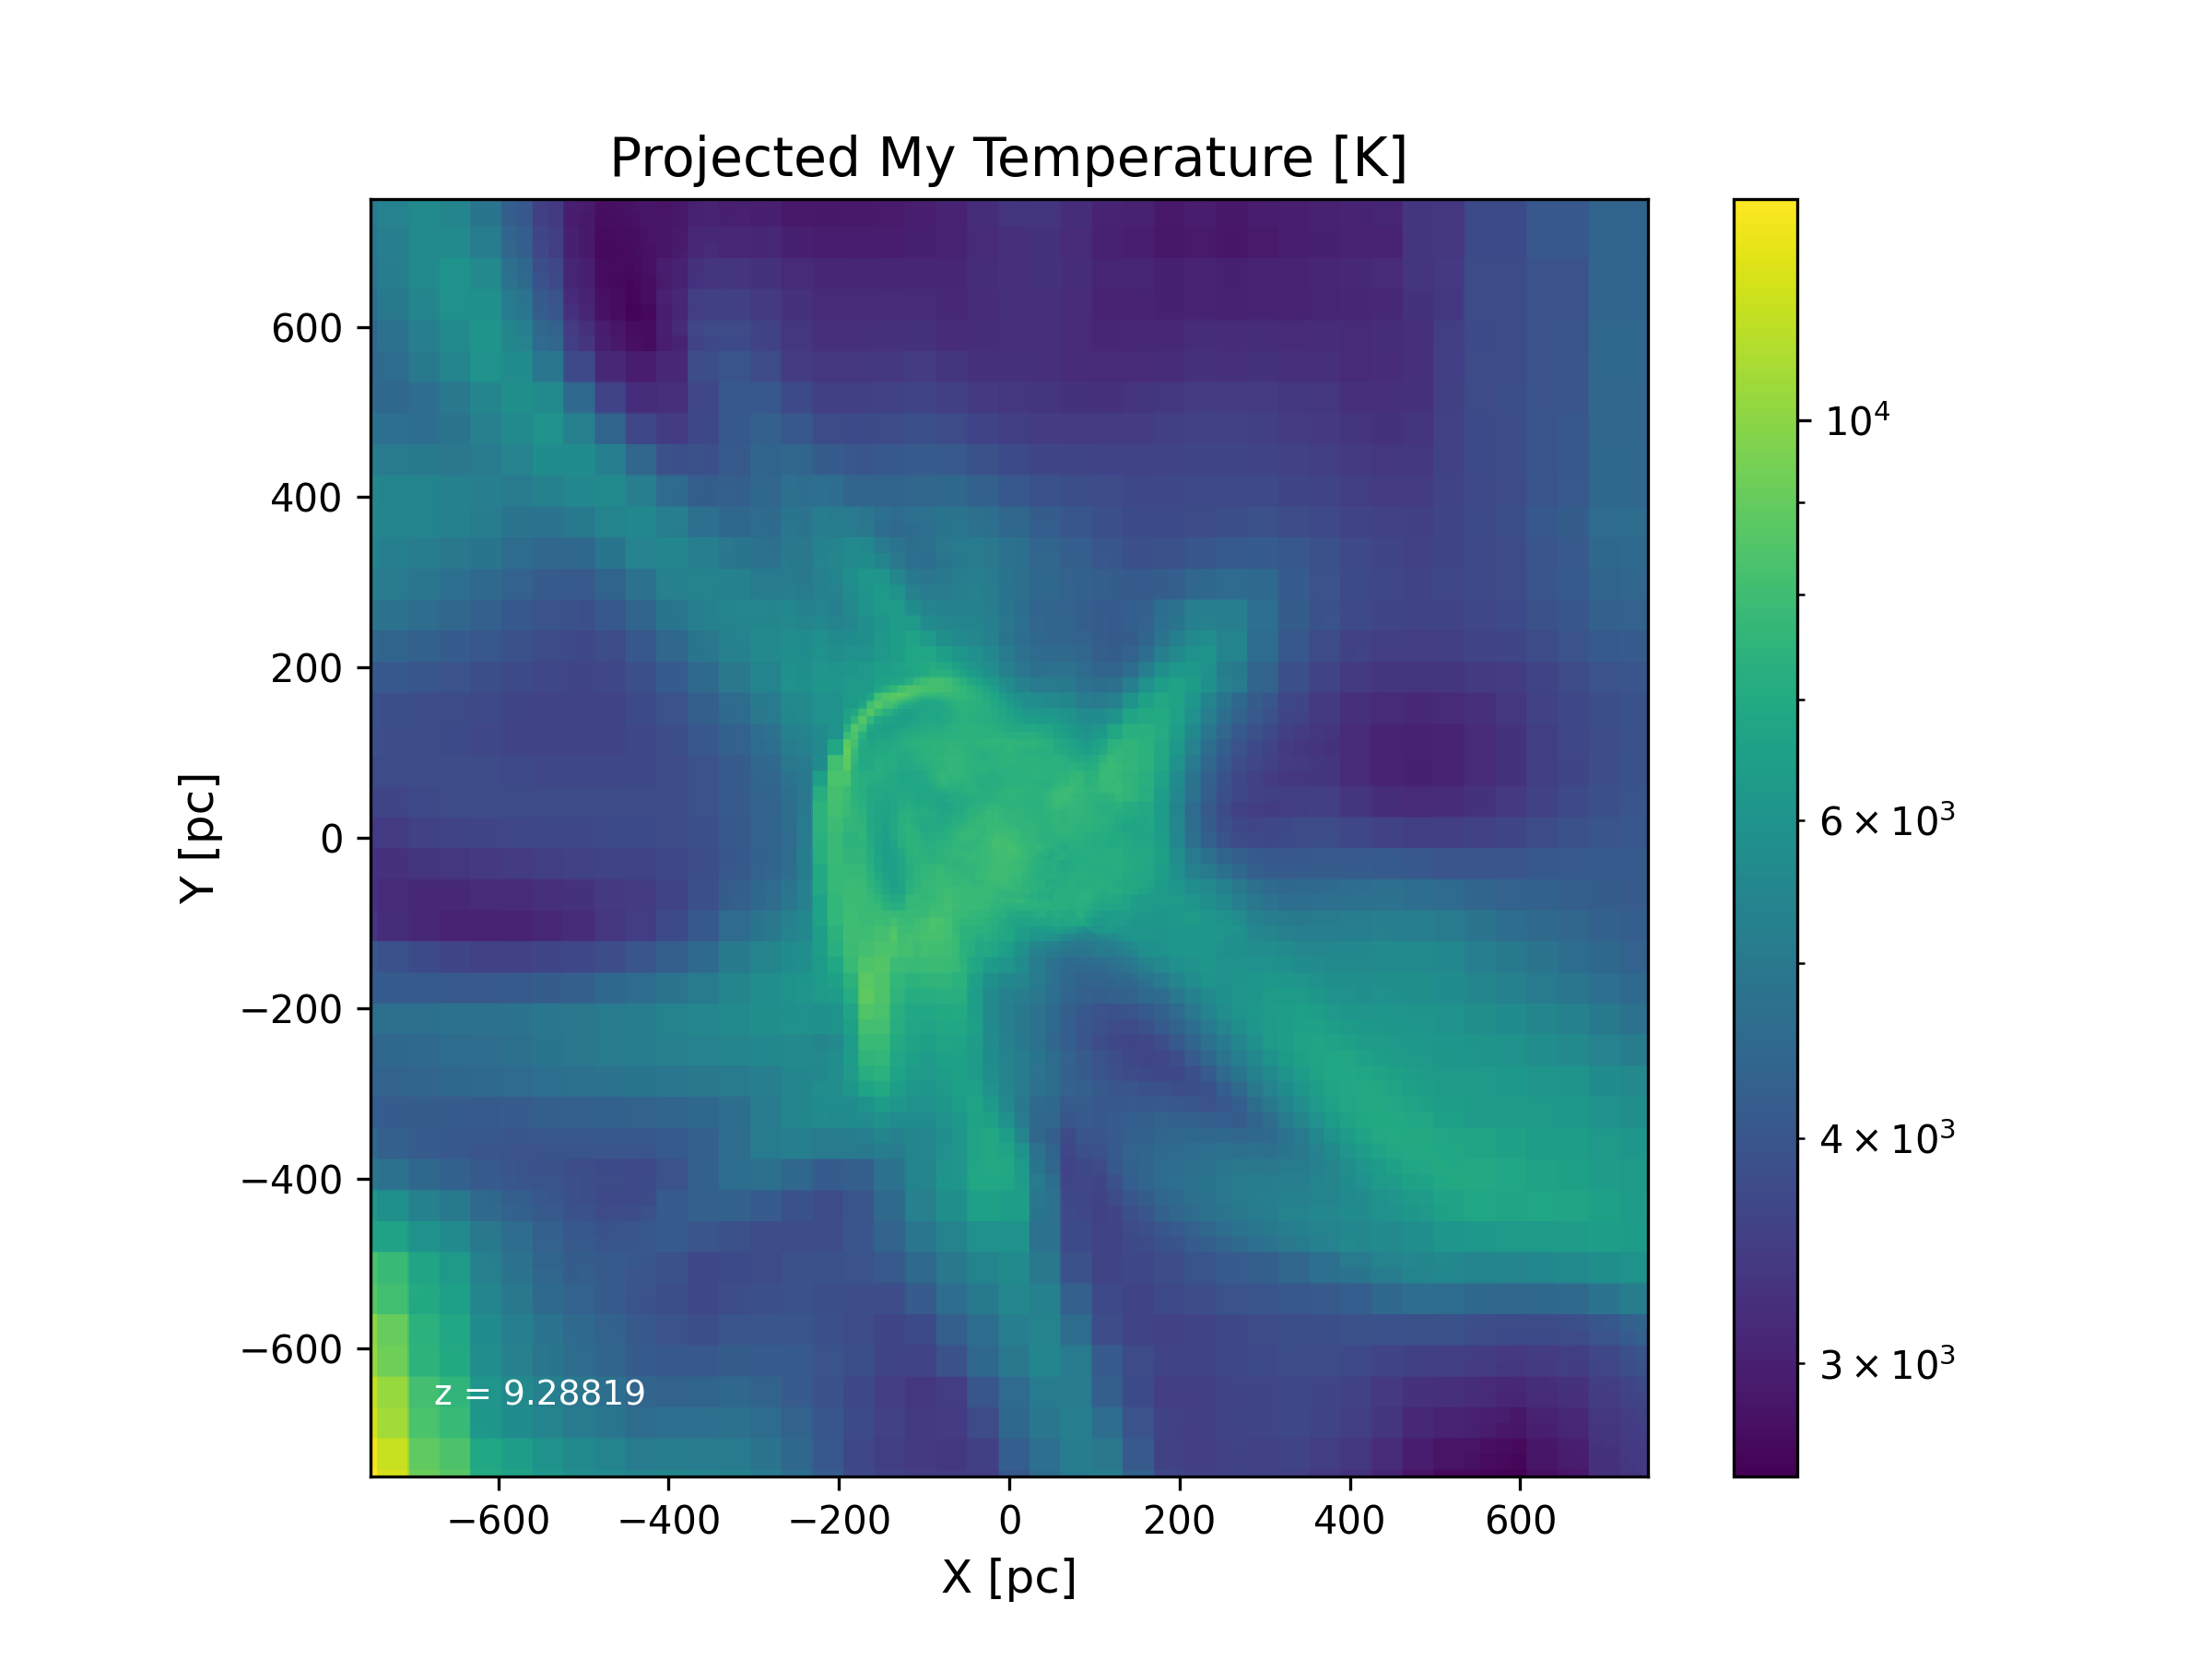 Projected My Temperature [K]
Y [pc]
600
400
200
0
−200
−400
−600
z = 9.28819
−600 −400 −200 0 200 400 600
X [pc]
10⁴
6 × 10³
4 × 10³
3 × 10³